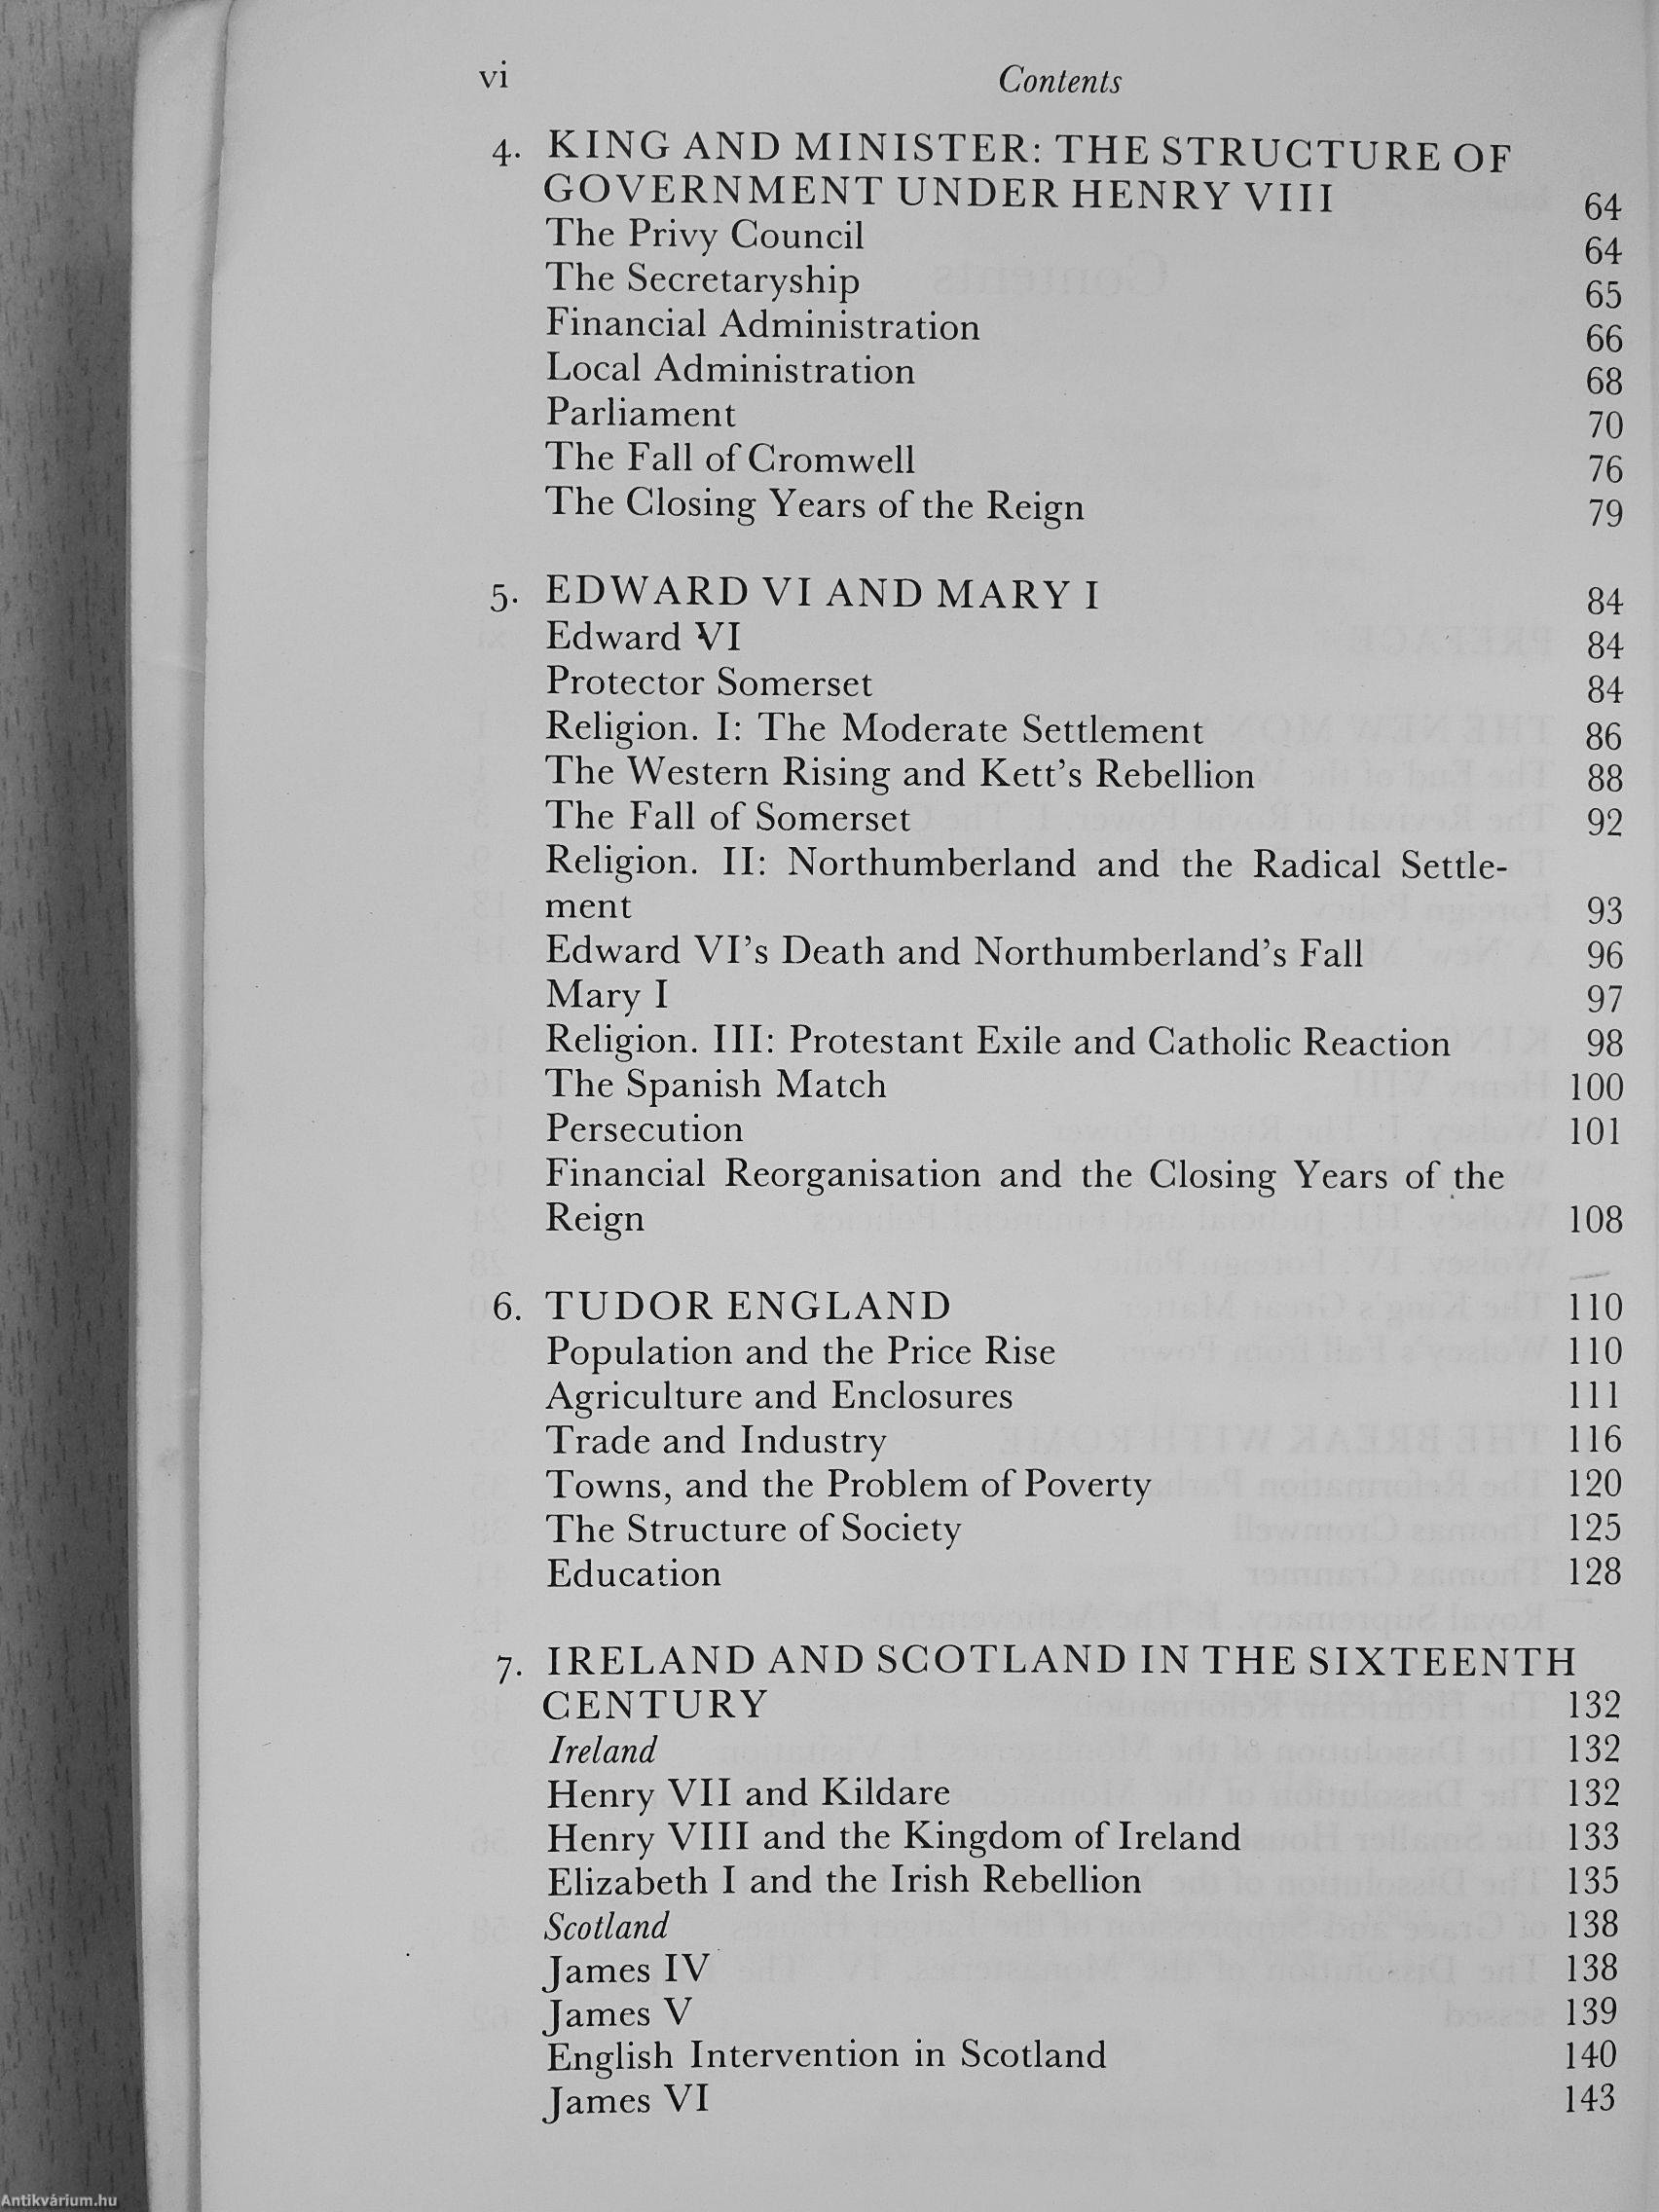 vi Contents
4. KING AND MINISTER: THE STRUCTURE OF
GOVERNMENT UNDER HENRY VIII 64
The Privy Council 64
The Secretaryship 65
Financial Administration 66
Local Administration 68
Parliament 70
The Fall of Cromwell 76
The Closing Years of the Reign 79
5. EDWARD VI AND MARY I 84
Edward VI 84
Protector Somerset 84
Religion. I: The Moderate Settlement 86
The Western Rising and Kett's Rebellion 88
The Fall of Somerset 92
Religion. II: Northumberland and the Radical Settle-
ment 93
Edward VI's Death and Northumberland's Fall 96
Mary I 97
Religion. III: Protestant Exile and Catholic Reaction 98
The Spanish Match 100
Persecution 101
Financial Reorganisation and the Closing Years of the
Reign 108
6. TUDOR ENGLAND 110
Population and the Price Rise 110
Agriculture and Enclosures 111
Trade and Industry 116
Towns, and the Problem of Poverty 120
The Structure of Society 125
Education 128
7. IRELAND AND SCOTLAND IN THE SIXTEENTH
CENTURY 132
Ireland 132
Henry VII and Kildare 132
Henry VIII and the Kingdom of Ireland 133
Elizabeth I and the Irish Rebellion 135
Scotland 138
James IV 138
James V 139
English Intervention in Scotland 140
James VI 143
Antikvárium.hu